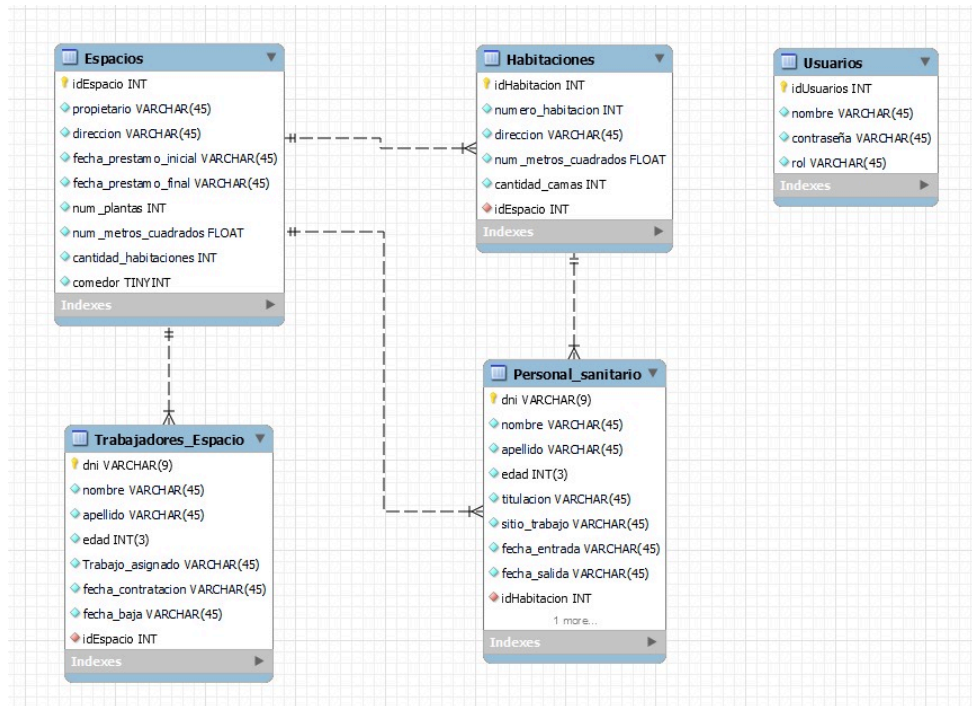 Espacios
idEspacio INT
propietario VARCHAR(45)
direccion VARCHAR(45)
fecha_prestamo_inicial VARCHAR(45)
fecha_prestamo_final VARCHAR(45)
num_plantas INT
num_metros_cuadrados FLOAT
cantidad_habitaciones INT
comedor TINYINT
Indexes
Habitaciones
idHabitacion INT
numero_habitacion INT
direccion VARCHAR(45)
num_metros_cuadrados FLOAT
cantidad_camas INT
idEspacio INT
Indexes
Usuarios
idUsuarios INT
nombre VARCHAR(45)
contraseña VARCHAR(45)
rol VARCHAR(45)
Indexes
Trabajadores_Espacio
dni VARCHAR(9)
nombre VARCHAR(45)
apellido VARCHAR(45)
edad INT(3)
Trabajo_asignado VARCHAR(45)
fecha_contratacion VARCHAR(45)
fecha_baja VARCHAR(45)
idEspacio INT
Indexes
Personal_sanitario
dni VARCHAR(9)
nombre VARCHAR(45)
apellido VARCHAR(45)
edad INT(3)
titulacion VARCHAR(45)
sitio_trabajo VARCHAR(45)
fecha_entrada VARCHAR(45)
fecha_salida VARCHAR(45)
idHabitacion INT
1 more...
Indexes